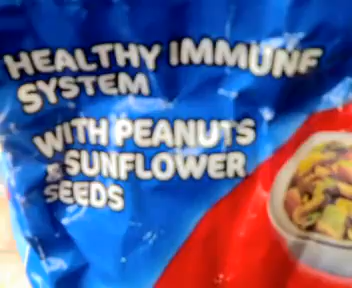 HEALTHY IMMUNE
SYSTEM
WITH PEANUTS
& SUNFLOWER
SEEDS